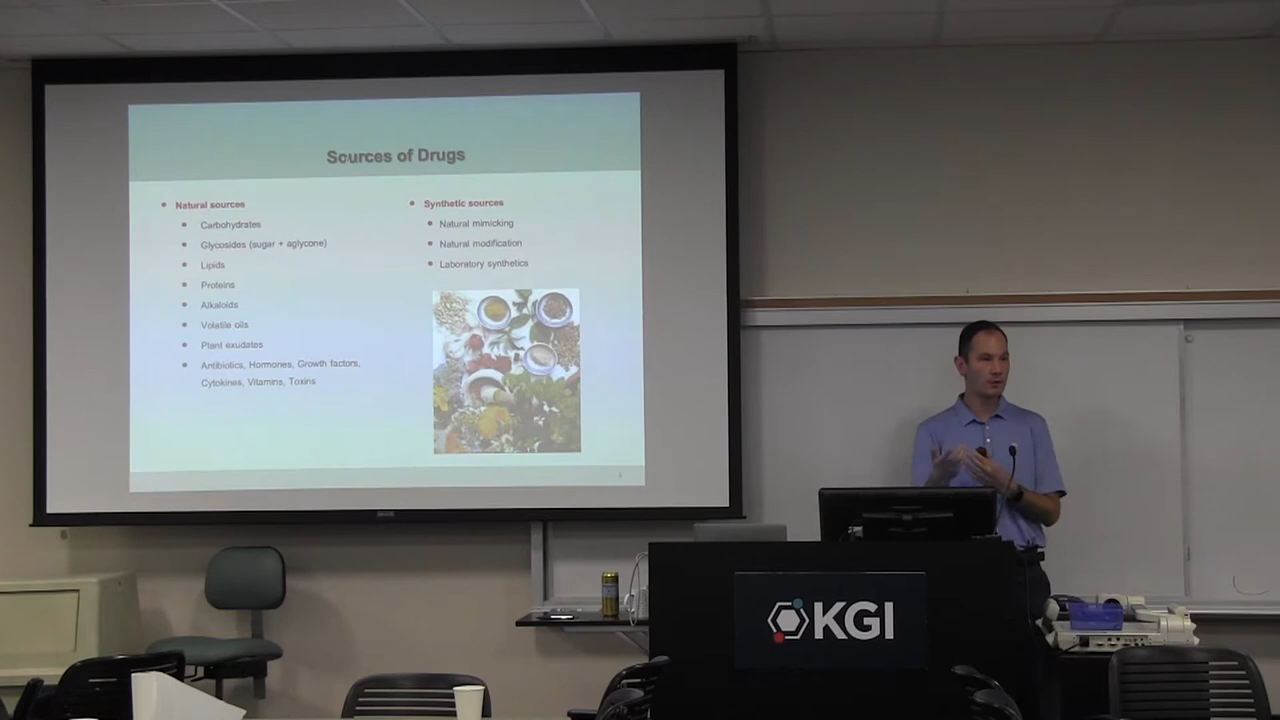 Sources of Drugs
Natural sources
Carbohydrates
Glycosides (sugar + aglycone)
Lipids
Proteins
Alkaloids
Volatile oils
Plant exudates
Antibiotics, Hormones, Growth factors,
Cytokines, Vitamins, Toxins
Synthetic sources
Natural mimicking
Natural modification
Laboratory synthetics
KGI